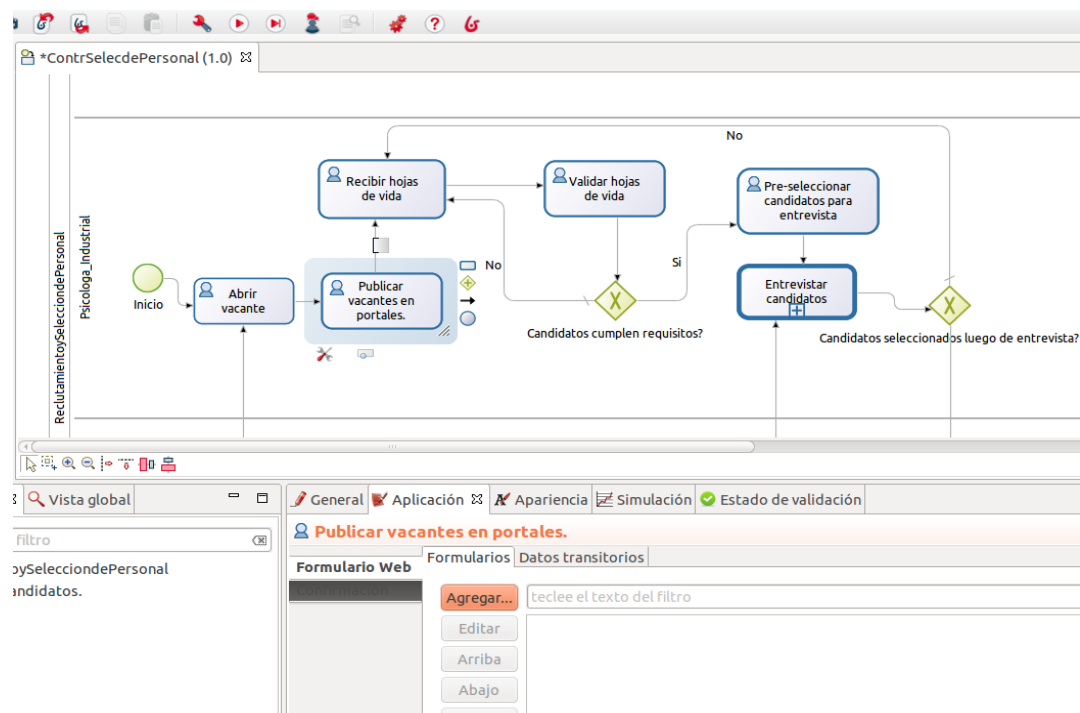 *ContrSelecdePersonal (1.0)
No
Recibir hojas
de vida
Validar hojas
de vida
Pre-seleccionar
candidatos para
entrevista
ReclutamientoySelecciondePersonal
Psicologa_Industrial
Inicio
Abrir
vacante
Publicar
vacantes en
portales.
No
Si
Entrevistar
candidatos
X
X
Candidatos cumplen requisitos?
Candidatos seleccionados luego de entrevista?
Vista global
General
Aplicación
Apariencia
Simulación
Estado de validación
filtro
Publicar vacantes en portales.
oySelecciondePersonal
andidatos.
Formulario Web
Confirmación
Formularios
Datos transitorios
Agregar...
teclee el texto del filtro
Editar
Arriba
Abajo